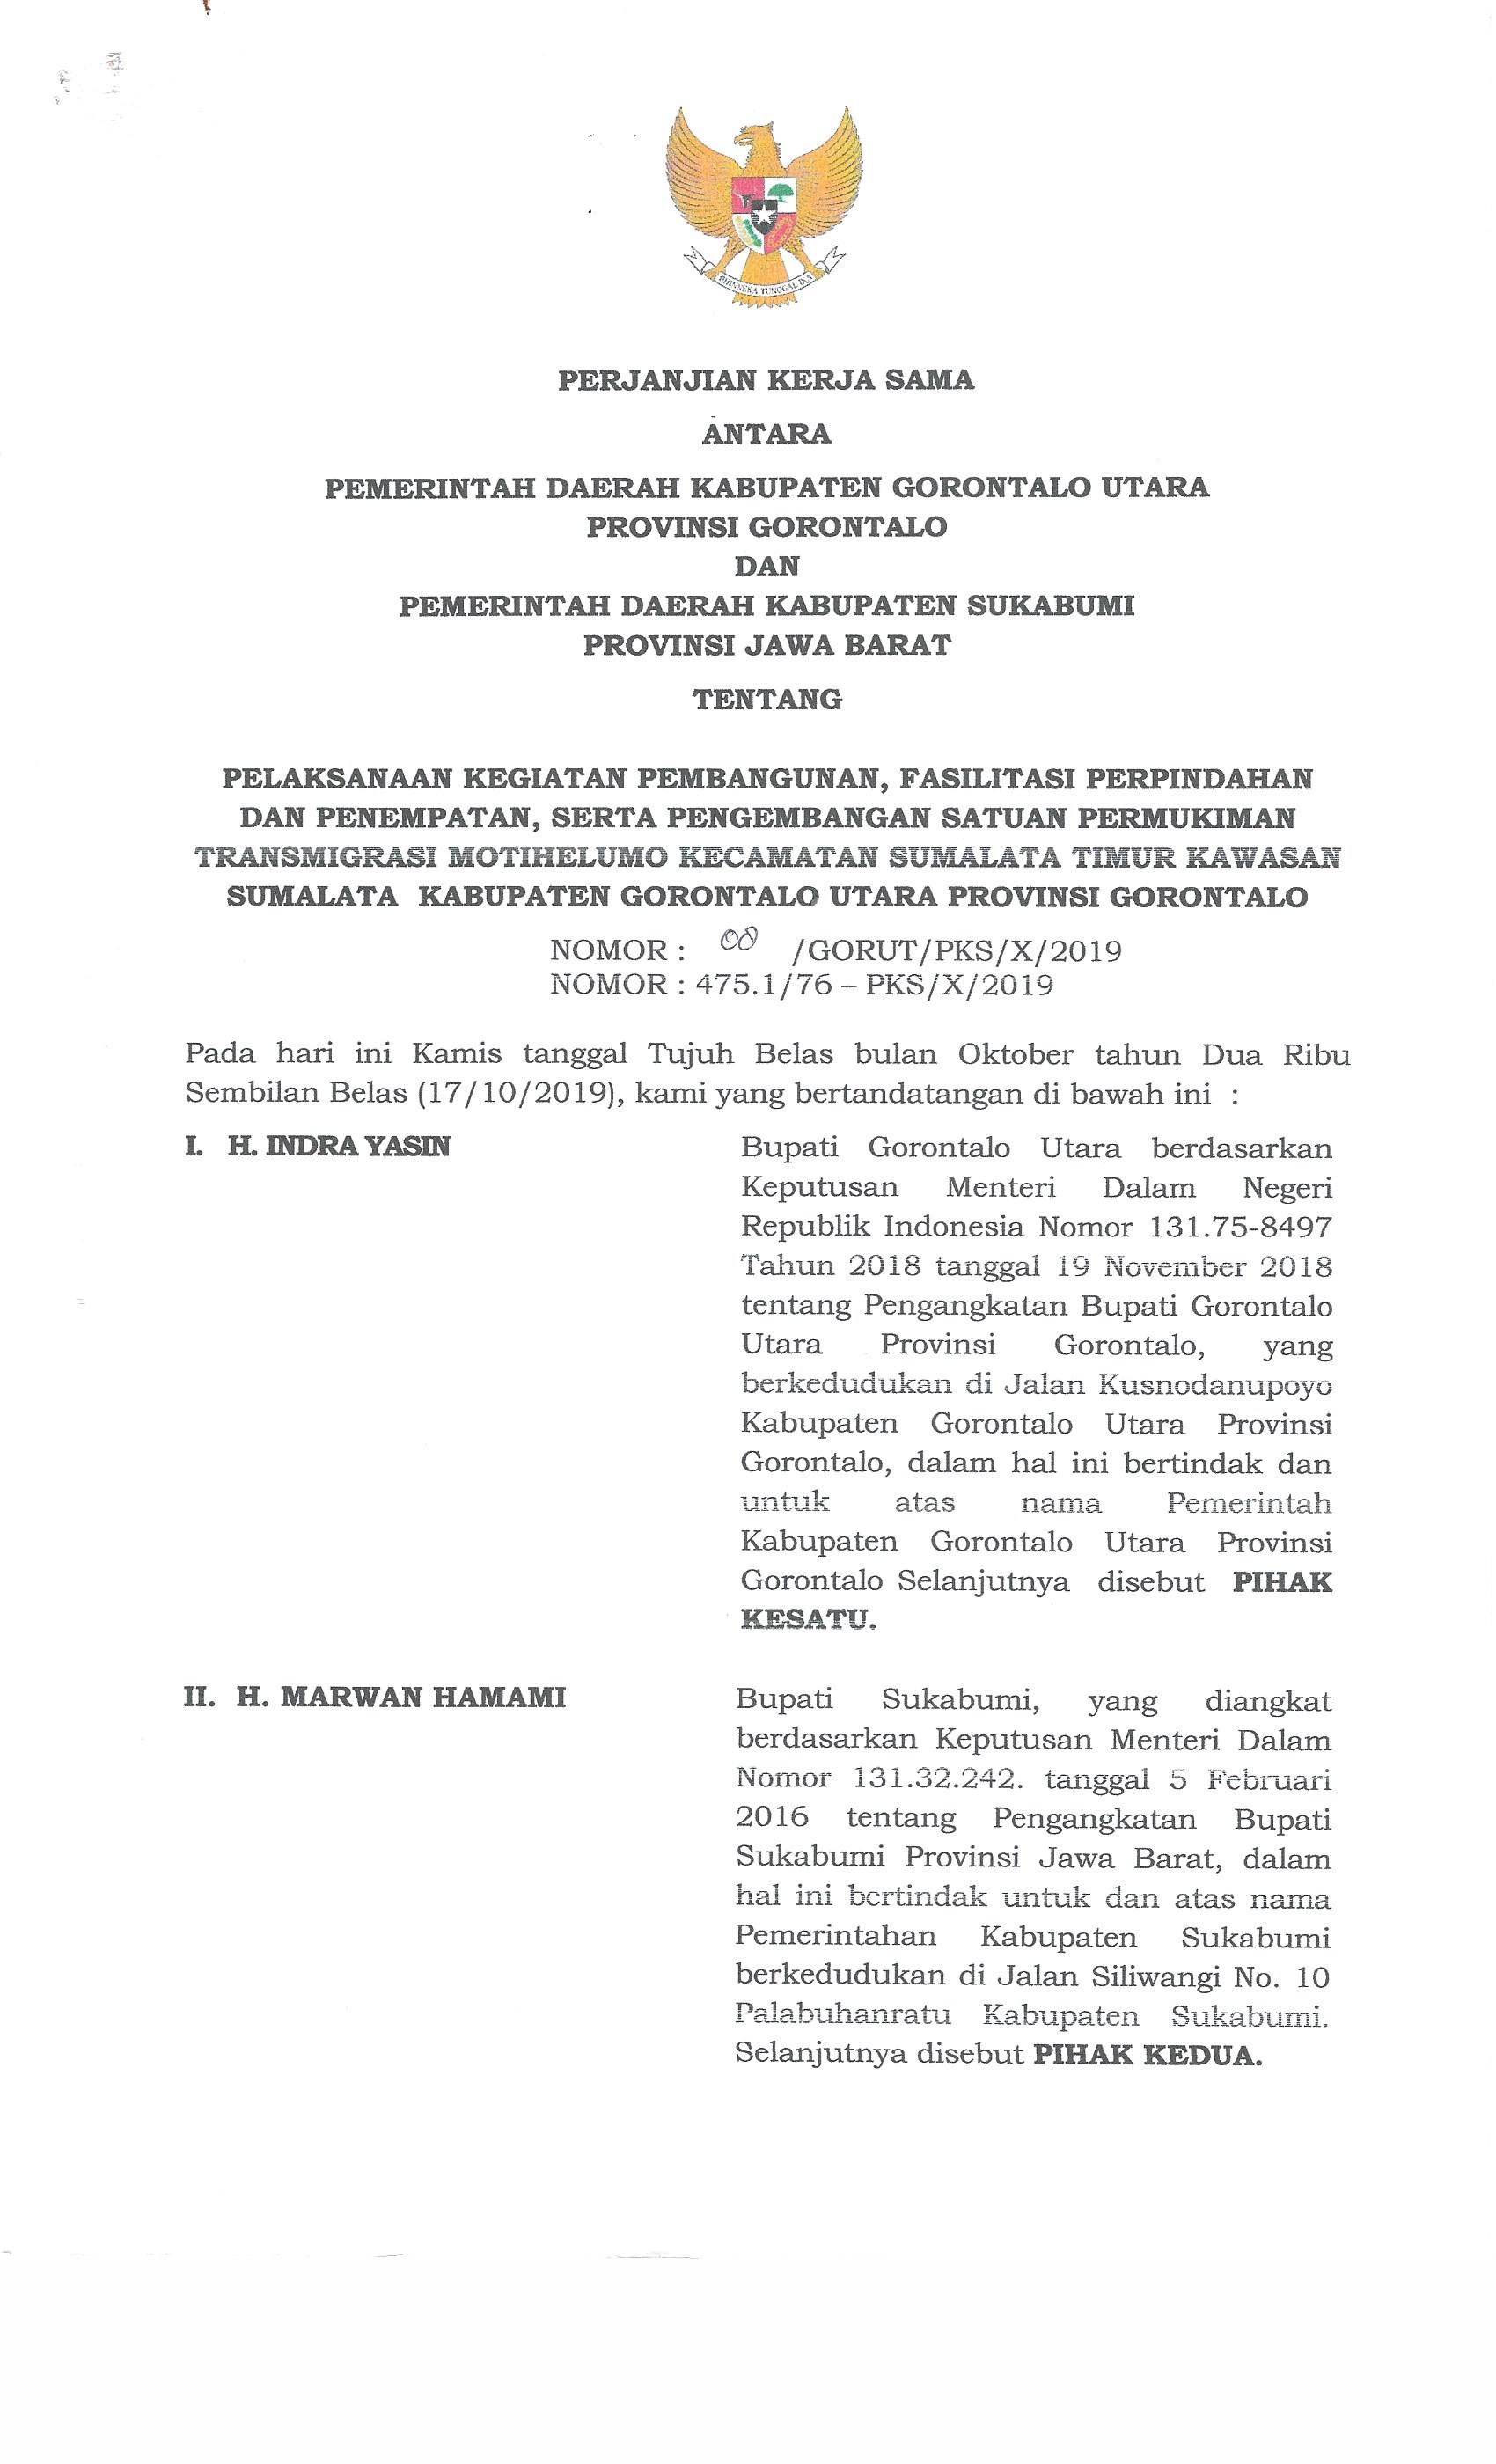 BHINNEKA TUNGGAL IKA
PERJANJIAN KERJA SAMA
ANTARA
PEMERINTAH DAERAH KABUPATEN GORONTALO UTARA
PROVINSI GORONTALO
DAN
PEMERINTAH DAERAH KABUPATEN SUKABUMI
PROVINSI JAWA BARAT
TENTANG
PELAKSANAAN KEGIATAN PEMBANGUNAN, FASILITASI PERPINDAHAN
DAN PENEMPATAN, SERTA PENGEMBANGAN SATUAN PERMUKIMAN
TRANSMIGRASI MOTIHELUMO KECAMATAN SUMALATA TIMUR KAWASAN
SUMALATA KABUPATEN GORONTALO UTARA PROVINSI GORONTALO
NOMOR : 08 /GORUT/PKS/X/2019
NOMOR : 475.1/76 – PKS/X/2019
Pada hari ini Kamis tanggal Tujuh Belas bulan Oktober tahun Dua Ribu
Sembilan Belas (17/10/2019), kami yang bertandatangan di bawah ini :
I. H. INDRA YASIN Bupati Gorontalo Utara berdasarkan
Keputusan Menteri Dalam Negeri
Republik Indonesia Nomor 131.75-8497
Tahun 2018 tanggal 19 November 2018
tentang Pengangkatan Bupati Gorontalo
Utara Provinsi Gorontalo, yang
berkedudukan di Jalan Kusnodanupoyo
Kabupaten Gorontalo Utara Provinsi
Gorontalo, dalam hal ini bertindak dan
untuk atas nama Pemerintah
Kabupaten Gorontalo Utara Provinsi
Gorontalo Selanjutnya disebut PIHAK
KESATU.
II. H. MARWAN HAMAMI Bupati Sukabumi, yang diangkat
berdasarkan Keputusan Menteri Dalam
Nomor 131.32.242. tanggal 5 Februari
2016 tentang Pengangkatan Bupati
Sukabumi Provinsi Jawa Barat, dalam
hal ini bertindak untuk dan atas nama
Pemerintahan Kabupaten Sukabumi
berkedudukan di Jalan Siliwangi No. 10
Palabuhanratu Kabupaten Sukabumi.
Selanjutnya disebut PIHAK KEDUA.